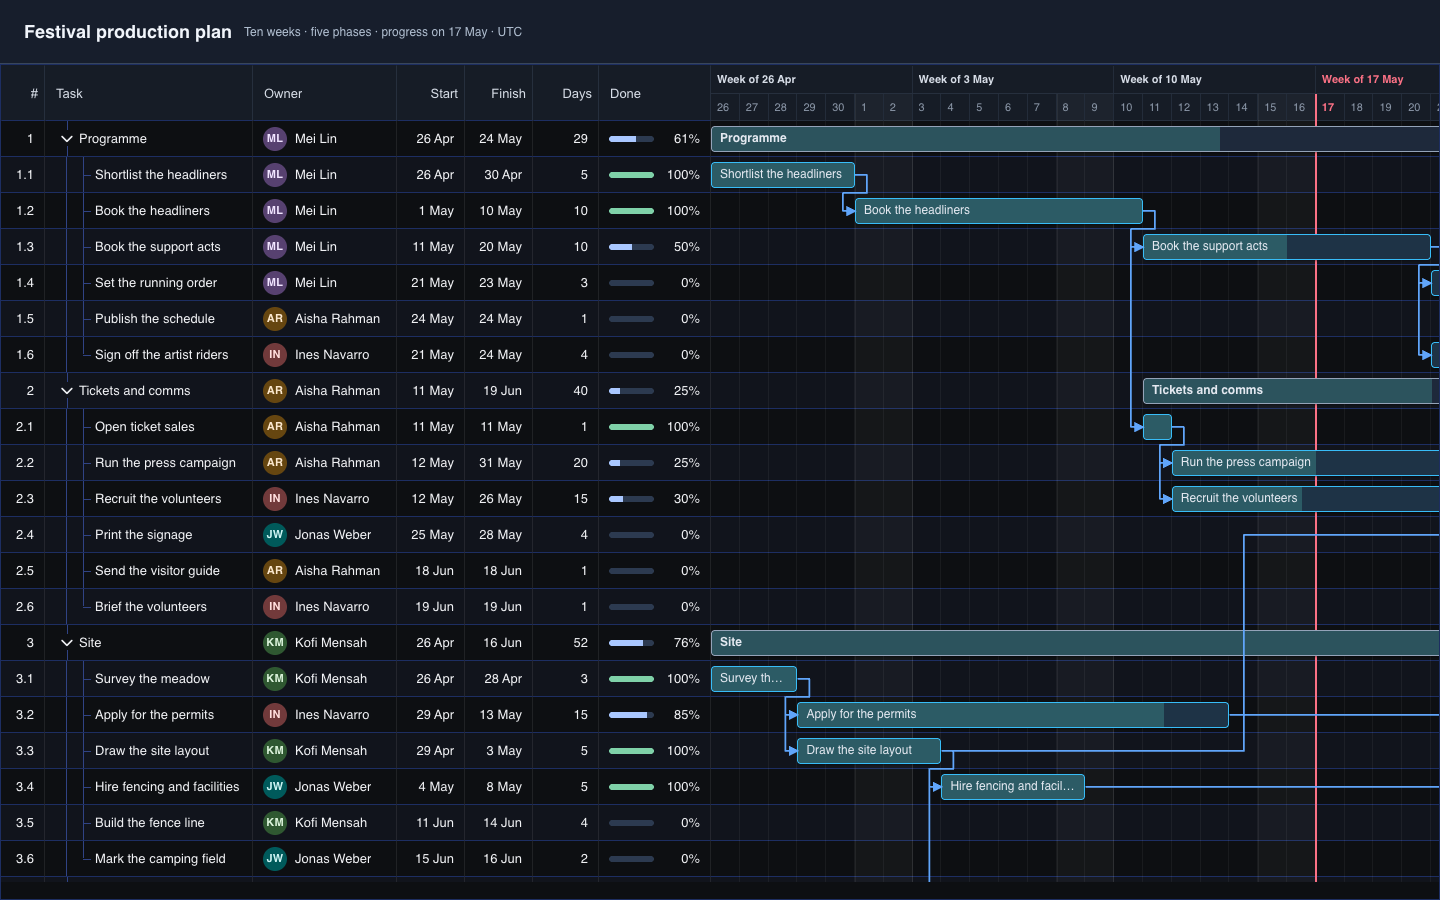 Festival production plan Ten weeks · five phases · progress on 17 May · UTC
# Task Owner Start Finish Days Done
Week of 26 Apr Week of 3 May Week of 10 May Week of 17 May
26 27 28 29 30 1 2 3 4 5 6 7 8 9 10 11 12 13 14 15 16 17 18 19 20
1 Programme ML Mei Lin 26 Apr 24 May 29 61% Programme
1.1 Shortlist the headliners ML Mei Lin 26 Apr 30 Apr 5 100% Shortlist the headliners
1.2 Book the headliners ML Mei Lin 1 May 10 May 10 100% Book the headliners
1.3 Book the support acts ML Mei Lin 11 May 20 May 10 50% Book the support acts
1.4 Set the running order ML Mei Lin 21 May 23 May 3 0%
1.5 Publish the schedule AR Aisha Rahman 24 May 24 May 1 0%
1.6 Sign off the artist riders IN Ines Navarro 21 May 24 May 4 0%
2 Tickets and comms AR Aisha Rahman 11 May 19 Jun 40 25% Tickets and comms
2.1 Open ticket sales AR Aisha Rahman 11 May 11 May 1 100%
2.2 Run the press campaign AR Aisha Rahman 12 May 31 May 20 25% Run the press campaign
2.3 Recruit the volunteers IN Ines Navarro 12 May 26 May 15 30% Recruit the volunteers
2.4 Print the signage JW Jonas Weber 25 May 28 May 4 0%
2.5 Send the visitor guide AR Aisha Rahman 18 Jun 18 Jun 1 0%
2.6 Brief the volunteers IN Ines Navarro 19 Jun 19 Jun 1 0%
3 Site KM Kofi Mensah 26 Apr 16 Jun 52 76% Site
3.1 Survey the meadow KM Kofi Mensah 26 Apr 28 Apr 3 100% Survey th…
3.2 Apply for the permits IN Ines Navarro 29 Apr 13 May 15 85% Apply for the permits
3.3 Draw the site layout KM Kofi Mensah 29 Apr 3 May 5 100% Draw the site layout
3.4 Hire fencing and facilities JW Jonas Weber 4 May 8 May 5 100% Hire fencing and facil…
3.5 Build the fence line KM Kofi Mensah 11 Jun 14 Jun 4 0%
3.6 Mark the camping field JW Jonas Weber 15 Jun 16 Jun 2 0%